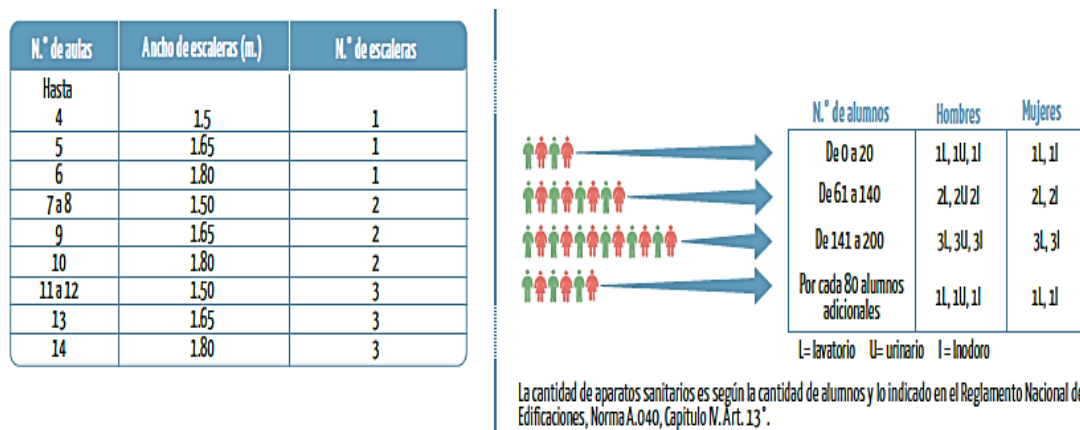 N.° de aulas Ancho de escaleras (m.) N.° de escaleras
Hasta
4 1.5 1
5 1.65 1
6 1.80 1
7 a 8 1.50 2
9 1.65 2
10 1.80 2
11 a 12 1.50 3
13 1.65 3
14 1.80 3
N.° de alumnos Hombres Mujeres
De 0 a 20 1L, 1U, 1I 1L, 1I
De 61 a 140 2L, 2U 2I 2L, 2I
De 141 a 200 3L, 3U, 3I 3L, 3I
Por cada 80 alumnos
adicionales 1L, 1U, 1I 1L, 1I
L= lavatorio U= urinario I = Inodoro
La cantidad de aparatos sanitarios es según la cantidad de alumnos y lo indicado en el Reglamento Nacional de
Edificaciones, Norma A.040, Capitulo IV. Art. 13°.